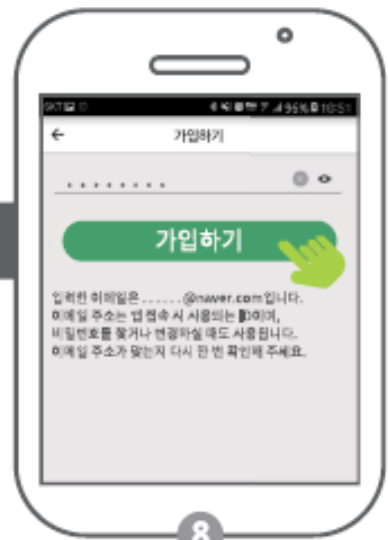 SKT 96% 10:51
← 가입하기
........
가입하기
입력한 이메일은 ......@naver.com입니다.
이메일 주소는 앱 접속 시 사용되는 ID이며,
비밀번호를 찾거나 변경하실 때도 사용됩니다.
이메일 주소가 맞는지 다시 한 번 확인해 주세요.
8